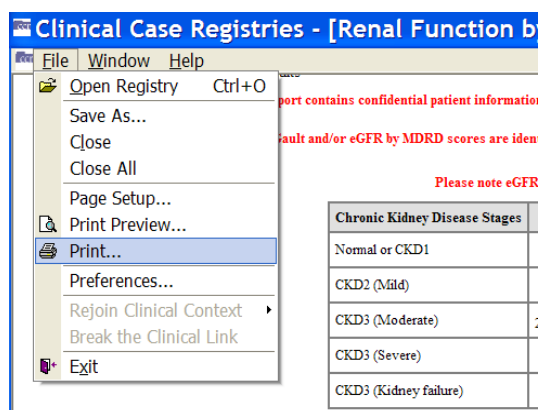 Clinical Case Registries - [Renal Function b
File Window Help
Open Registry Ctrl+O
Save As...
Close
Close All
Page Setup...
Print Preview...
Print...
Preferences...
Rejoin Clinical Context
Break the Clinical Link
Exit
port contains confidential patient informatio
ault and/or eGFR by MDRD scores are iden
Please note eGFR
Chronic Kidney Disease Stages
Normal or CKD1
CKD2 (Mild)
CKD3 (Moderate)
CKD3 (Severe)
CKD3 (Kidney failure)